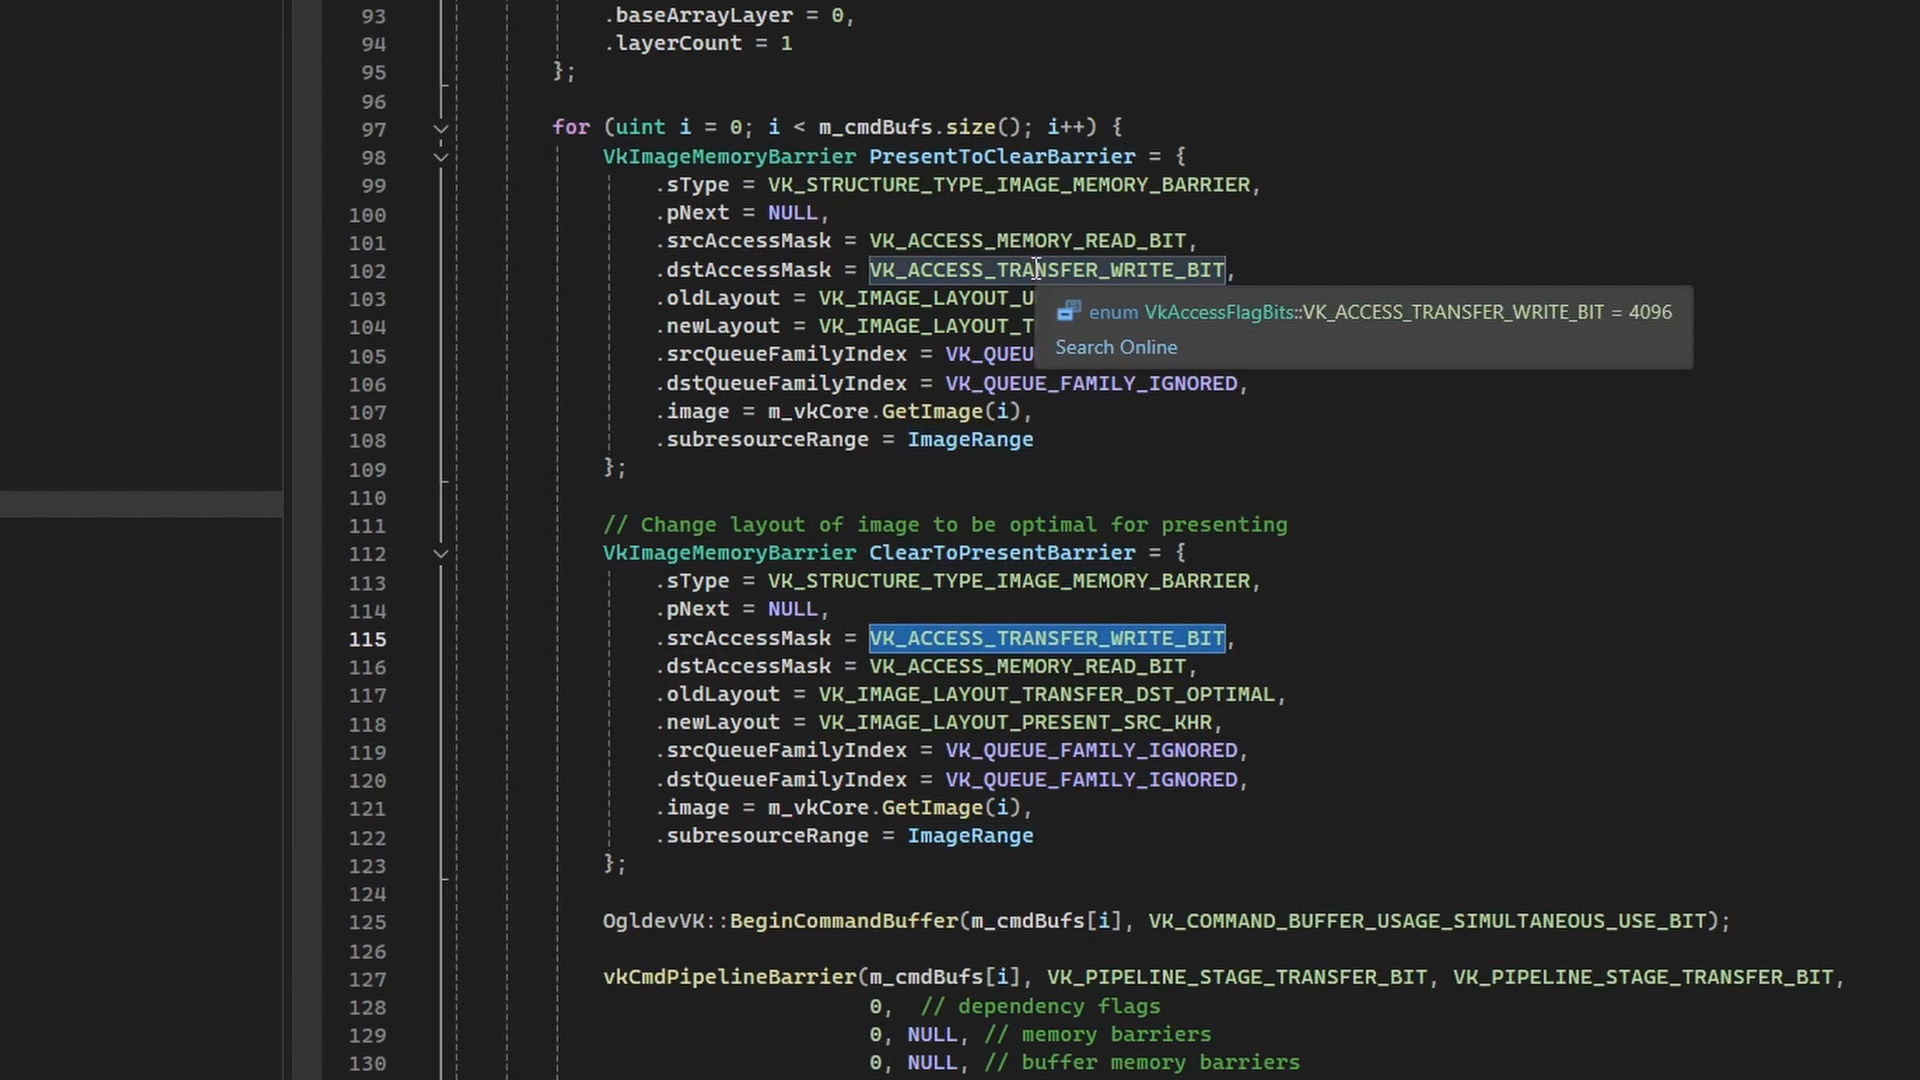 93 .baseArrayLayer = 0,
94 .layerCount = 1
95 };
96
97 for (uint i = 0; i < m_cmdBufs.size(); i++) {
98 VkImageMemoryBarrier PresentToClearBarrier = {
99 .sType = VK_STRUCTURE_TYPE_IMAGE_MEMORY_BARRIER,
100 .pNext = NULL,
101 .srcAccessMask = VK_ACCESS_MEMORY_READ_BIT,
102 .dstAccessMask = VK_ACCESS_TRANSFER_WRITE_BIT,
103 .oldLayout = VK_IMAGE_LAYOUT_U
enum VkAccessFlagBits::VK_ACCESS_TRANSFER_WRITE_BIT = 4096
104 .newLayout = VK_IMAGE_LAYOUT_T
Search Online
105 .srcQueueFamilyIndex = VK_QUEU
106 .dstQueueFamilyIndex = VK_QUEUE_FAMILY_IGNORED,
107 .image = m_vkCore.GetImage(i),
108 .subresourceRange = ImageRange
109 };
110
111 // Change layout of image to be optimal for presenting
112 VkImageMemoryBarrier ClearToPresentBarrier = {
113 .sType = VK_STRUCTURE_TYPE_IMAGE_MEMORY_BARRIER,
114 .pNext = NULL,
115 .srcAccessMask = VK_ACCESS_TRANSFER_WRITE_BIT,
116 .dstAccessMask = VK_ACCESS_MEMORY_READ_BIT,
117 .oldLayout = VK_IMAGE_LAYOUT_TRANSFER_DST_OPTIMAL,
118 .newLayout = VK_IMAGE_LAYOUT_PRESENT_SRC_KHR,
119 .srcQueueFamilyIndex = VK_QUEUE_FAMILY_IGNORED,
120 .dstQueueFamilyIndex = VK_QUEUE_FAMILY_IGNORED,
121 .image = m_vkCore.GetImage(i),
122 .subresourceRange = ImageRange
123 };
124
125 OgldevVK::BeginCommandBuffer(m_cmdBufs[i], VK_COMMAND_BUFFER_USAGE_SIMULTANEOUS_USE_BIT);
126
127 vkCmdPipelineBarrier(m_cmdBufs[i], VK_PIPELINE_STAGE_TRANSFER_BIT, VK_PIPELINE_STAGE_TRANSFER_BIT,
128 0, // dependency flags
129 0, NULL, // memory barriers
130 0, NULL, // buffer memory barriers